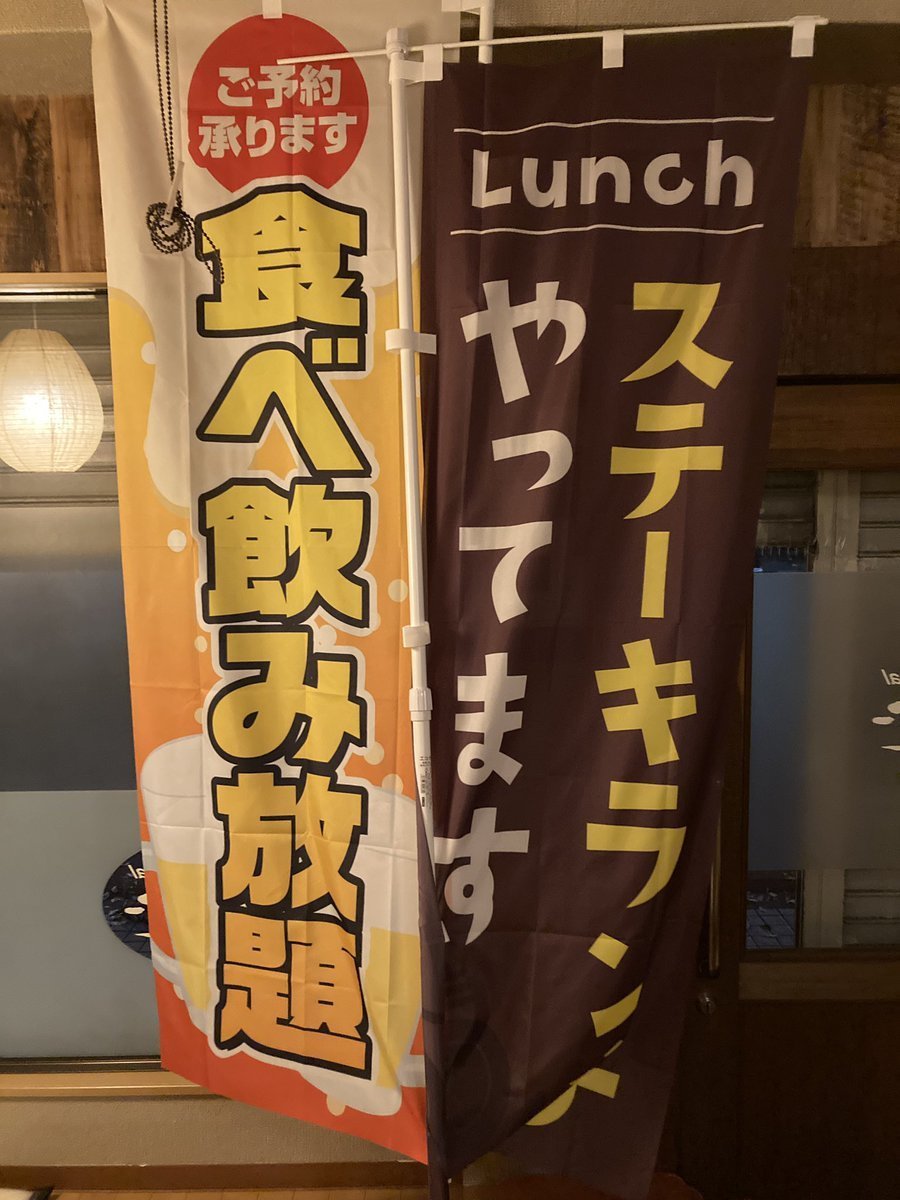 ご予約
承ります
食べ飲み放題
Lunch
ステーキランチ
やってます